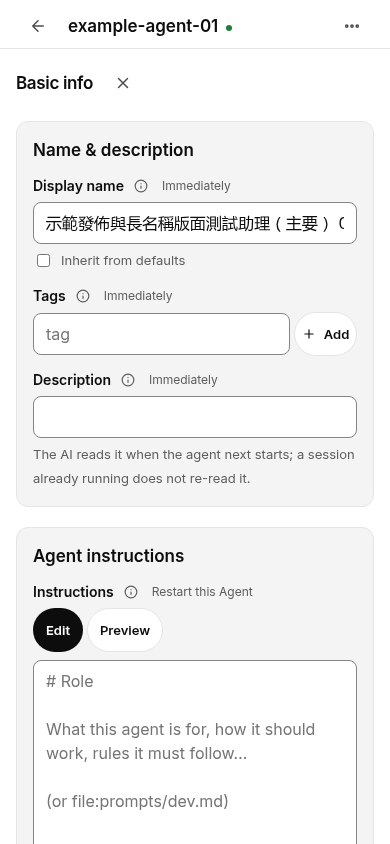 example-agent-01
Basic info
Name & description
Display name Immediately
示範發佈與長名稱版面測試助理（主要）
Inherit from defaults
Tags Immediately
tag
+ Add
Description Immediately
The AI reads it when the agent next starts; a session
already running does not re-read it.
Agent instructions
Instructions Restart this Agent
Edit Preview
# Role
What this agent is for, how it should
work, rules it must follow...
(or file:prompts/dev.md)